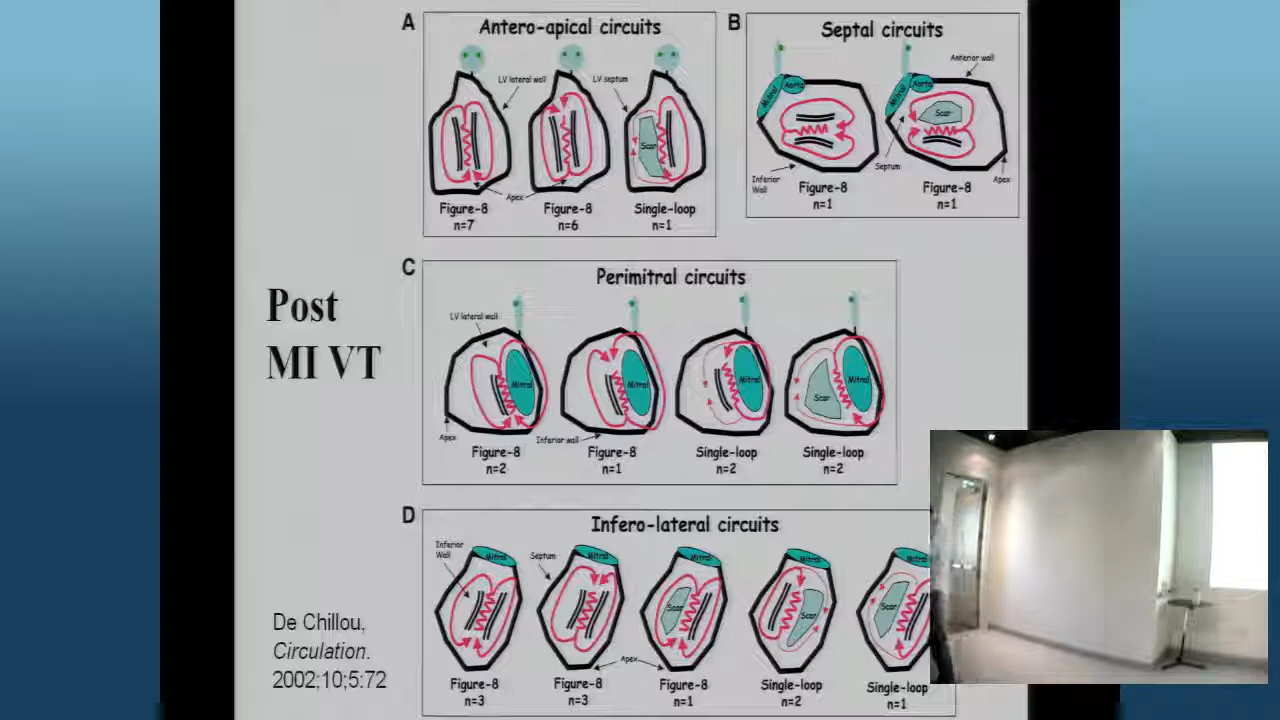 A
Antero-apical circuits
LV lateral wall
LV septum
Scar
Apex
Figure-8
n=7
Figure-8
n=6
Single-loop
n=1
B
Septal circuits
Anterior wall
Mitral
Aorta
Mitral
Aorta
Scar
Septum
Inferior
Wall
Apex
Figure-8
n=1
Figure-8
n=1
Post
MI VT
C
Perimitral circuits
LV lateral wall
Mitral
Mitral
Mitral
Scar
Mitral
Apex
Inferior wall
Figure-8
n=2
Figure-8
n=1
Single-loop
n=2
Single-loop
n=2
D
Infero-lateral circuits
Inferior
Wall
Septum
Mitral
Mitral
Mitral
Mitral
Mitral
Scar
Scar
Scar
Apex
Figure-8
n=3
Figure-8
n=3
Figure-8
n=1
Single-loop
n=2
Single-loop
n=1
De Chillou,
Circulation.
2002;10;5:72